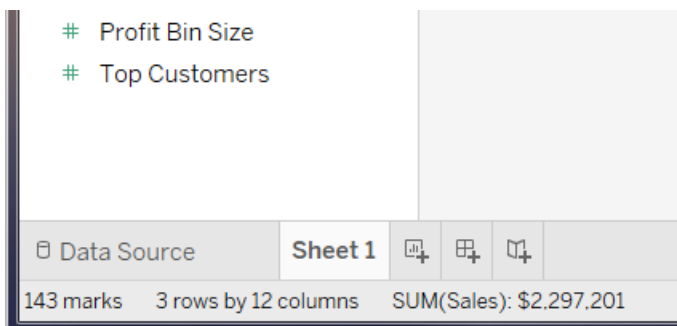 # Profit Bin Size
# Top Customers
Data Source Sheet 1
143 marks 3 rows by 12 columns SUM(Sales): $2,297,201